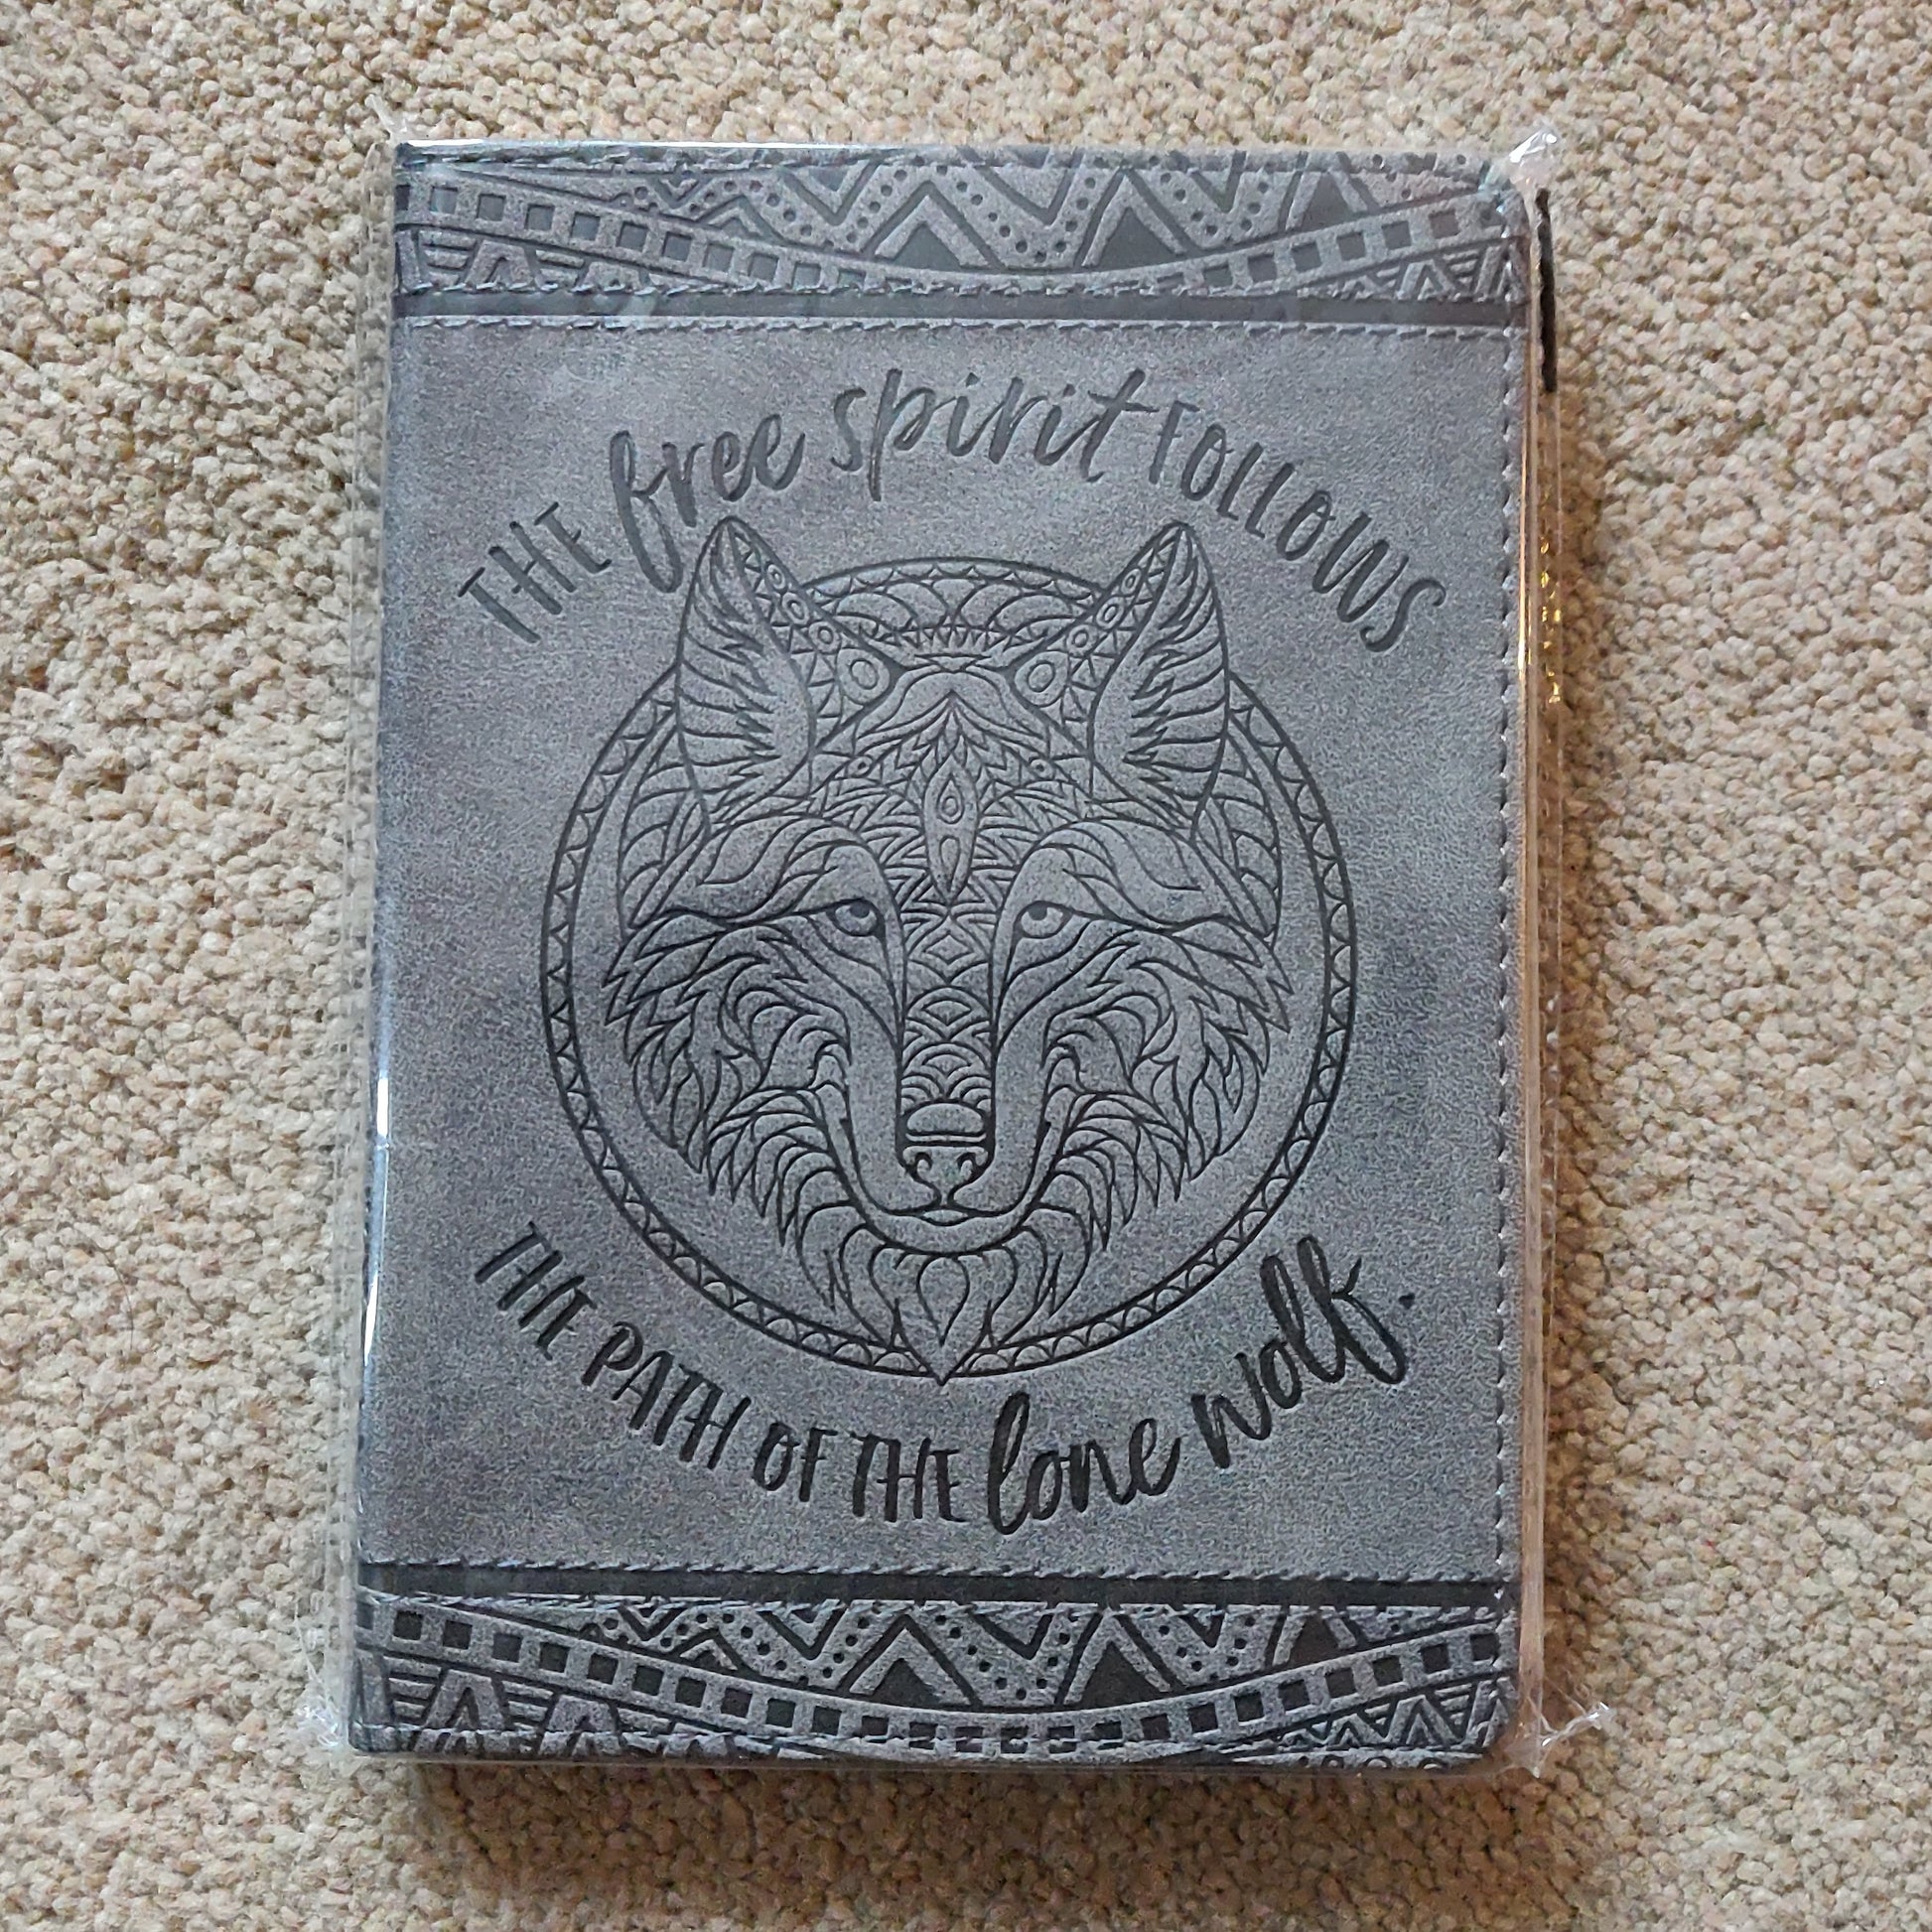 THE free spirit FOLLOWS
THE PATH OF THE lone wolf.